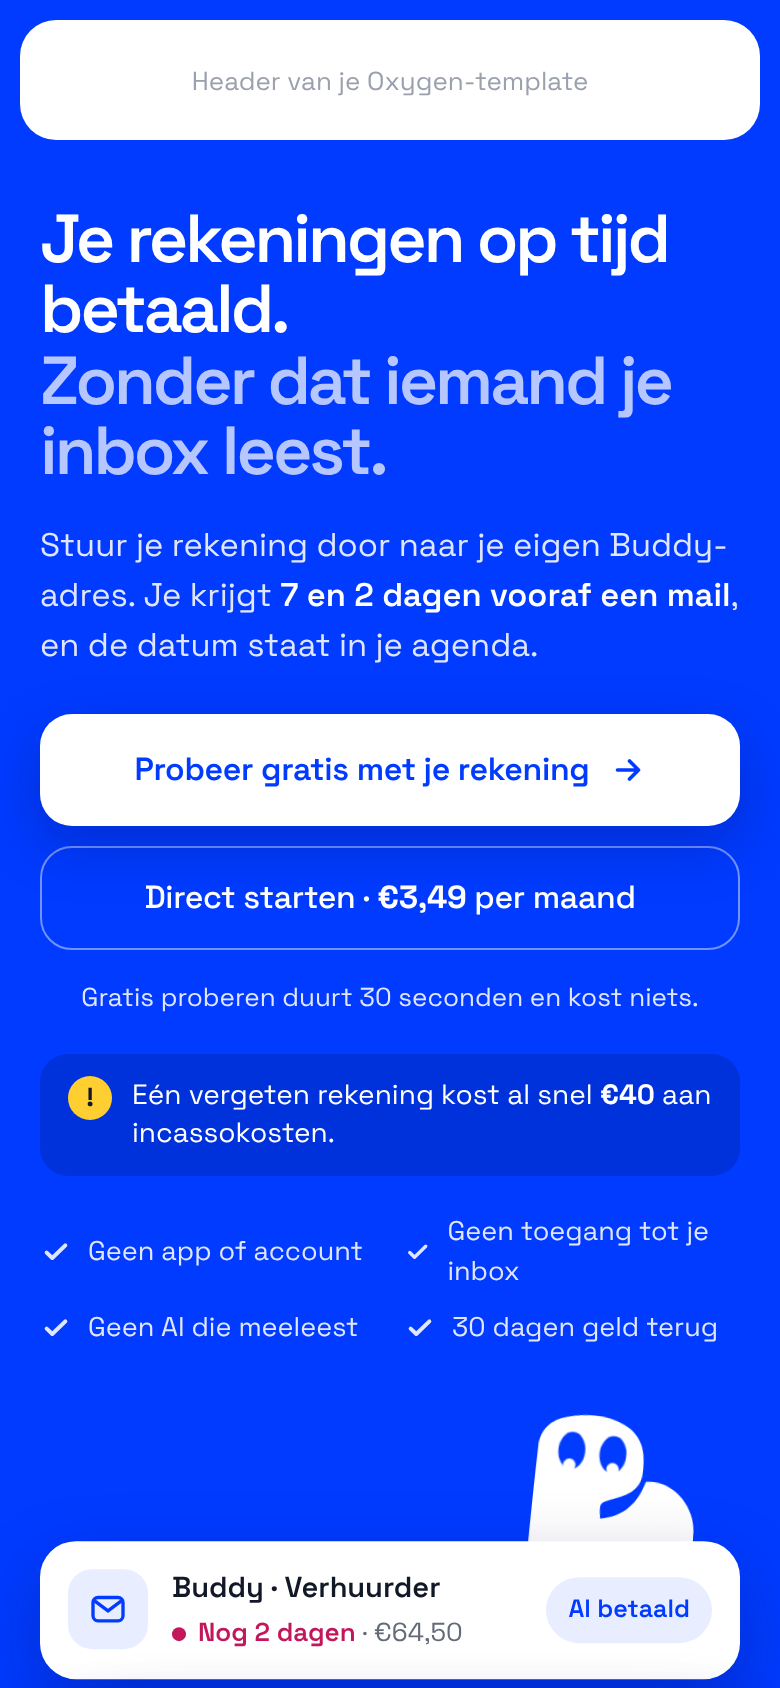 Header van je Oxygen-template
Je rekeningen op tijd
betaald.
Zonder dat iemand je
inbox leest.
Stuur je rekening door naar je eigen Buddy-
adres. Je krijgt 7 en 2 dagen vooraf een mail,
en de datum staat in je agenda.
Probeer gratis met je rekening →
Direct starten · €3,49 per maand
Gratis proberen duurt 30 seconden en kost niets.
! Eén vergeten rekening kost al snel €40 aan
incassokosten.
Geen app of account
Geen toegang tot je
inbox
Geen AI die meeleest
30 dagen geld terug
Buddy · Verhuurder
Nog 2 dagen · €64,50
Al betaald